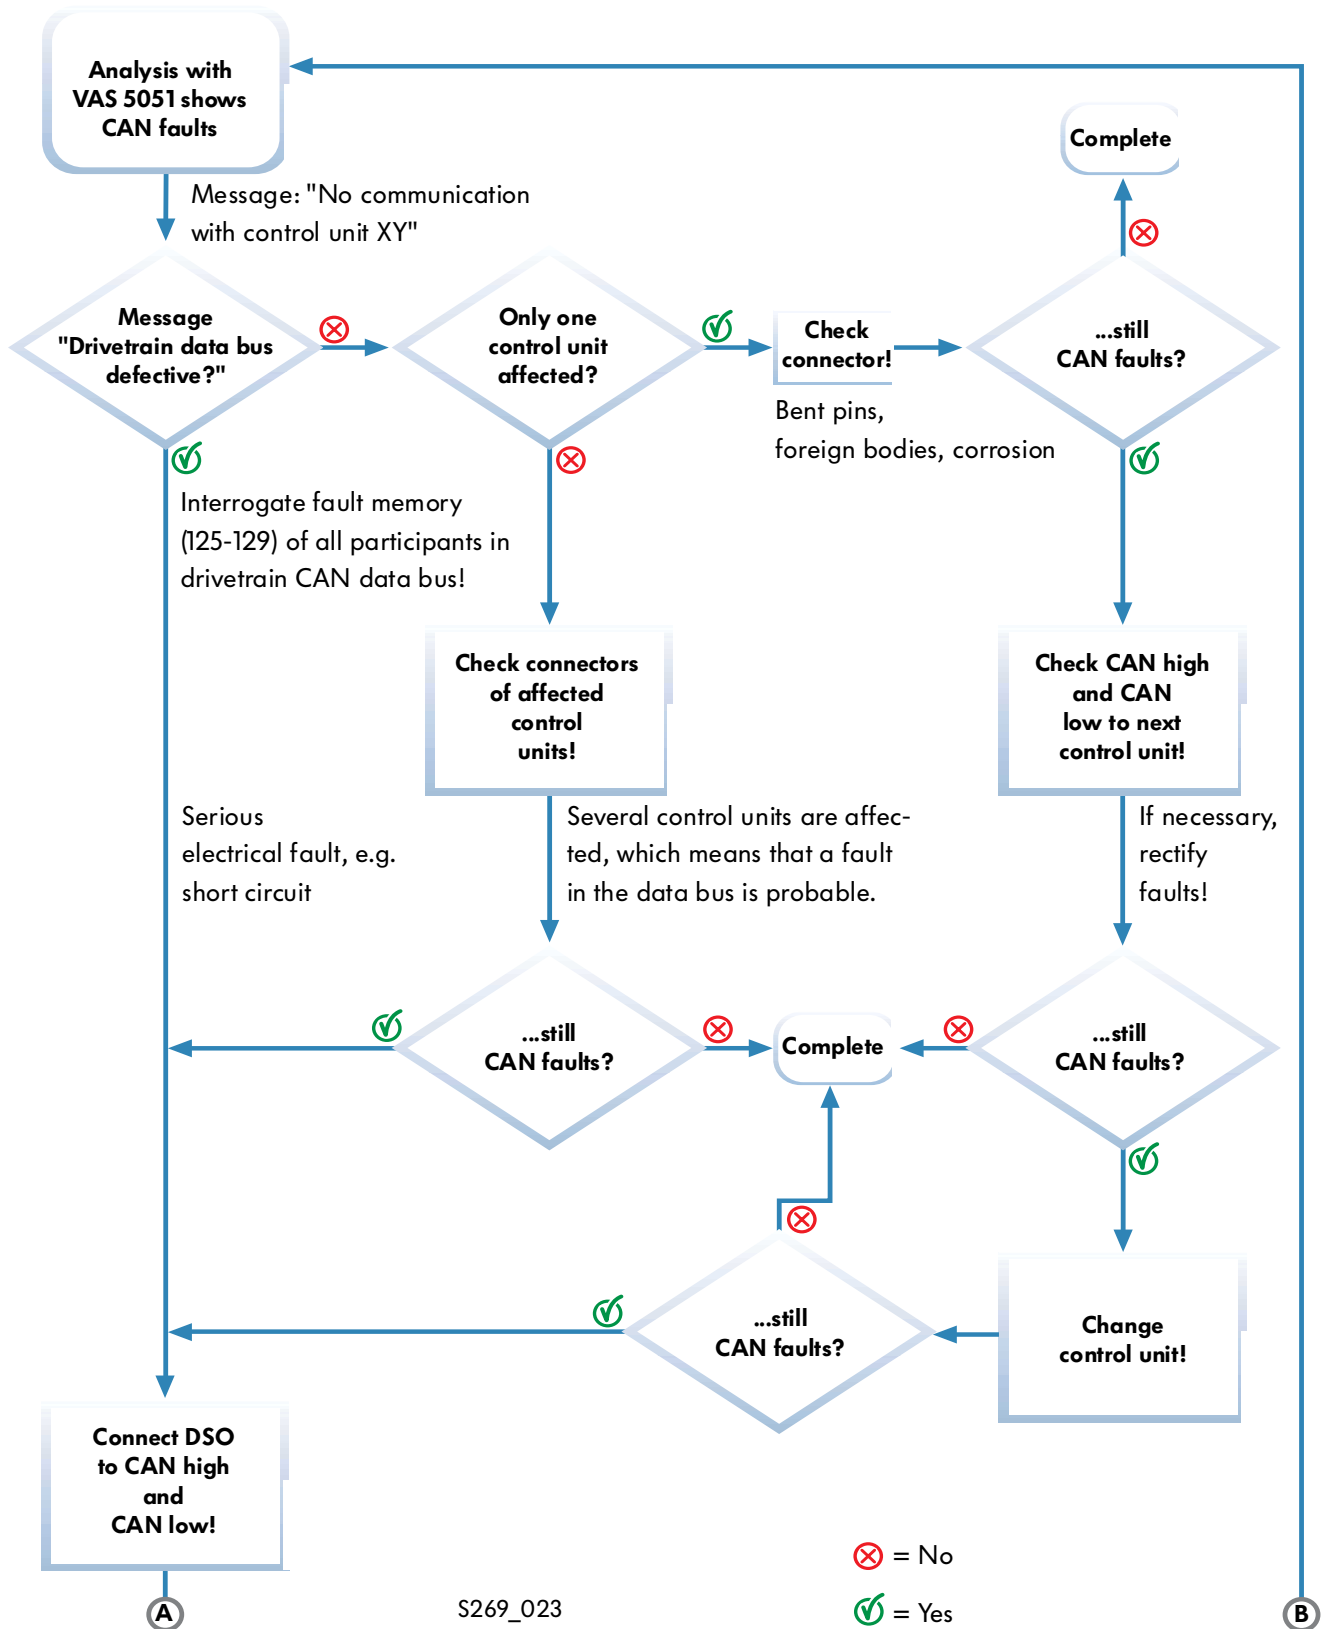 Analysis with
VAS 5051 shows
CAN faults
Complete
Message: "No communication
with control unit XY"
Message
"Drivetrain data bus
defective?"
Only one
control unit
affected?
Check
connector!
...still
CAN faults?
Bent pins,
foreign bodies, corrosion
Interrogate fault memory
(125-129) of all participants in
drivetrain CAN data bus!
Check connectors
of affected
control
units!
Check CAN high
and CAN
low to next
control unit!
Serious
electrical fault, e.g.
short circuit
Several control units are affec-
ted, which means that a fault
in the data bus is probable.
If necessary,
rectify
faults!
...still
CAN faults?
Complete
...still
CAN faults?
...still
CAN faults?
Change
control unit!
Connect DSO
to CAN high
and
CAN low!
= No
= Yes
A
S269_023
B